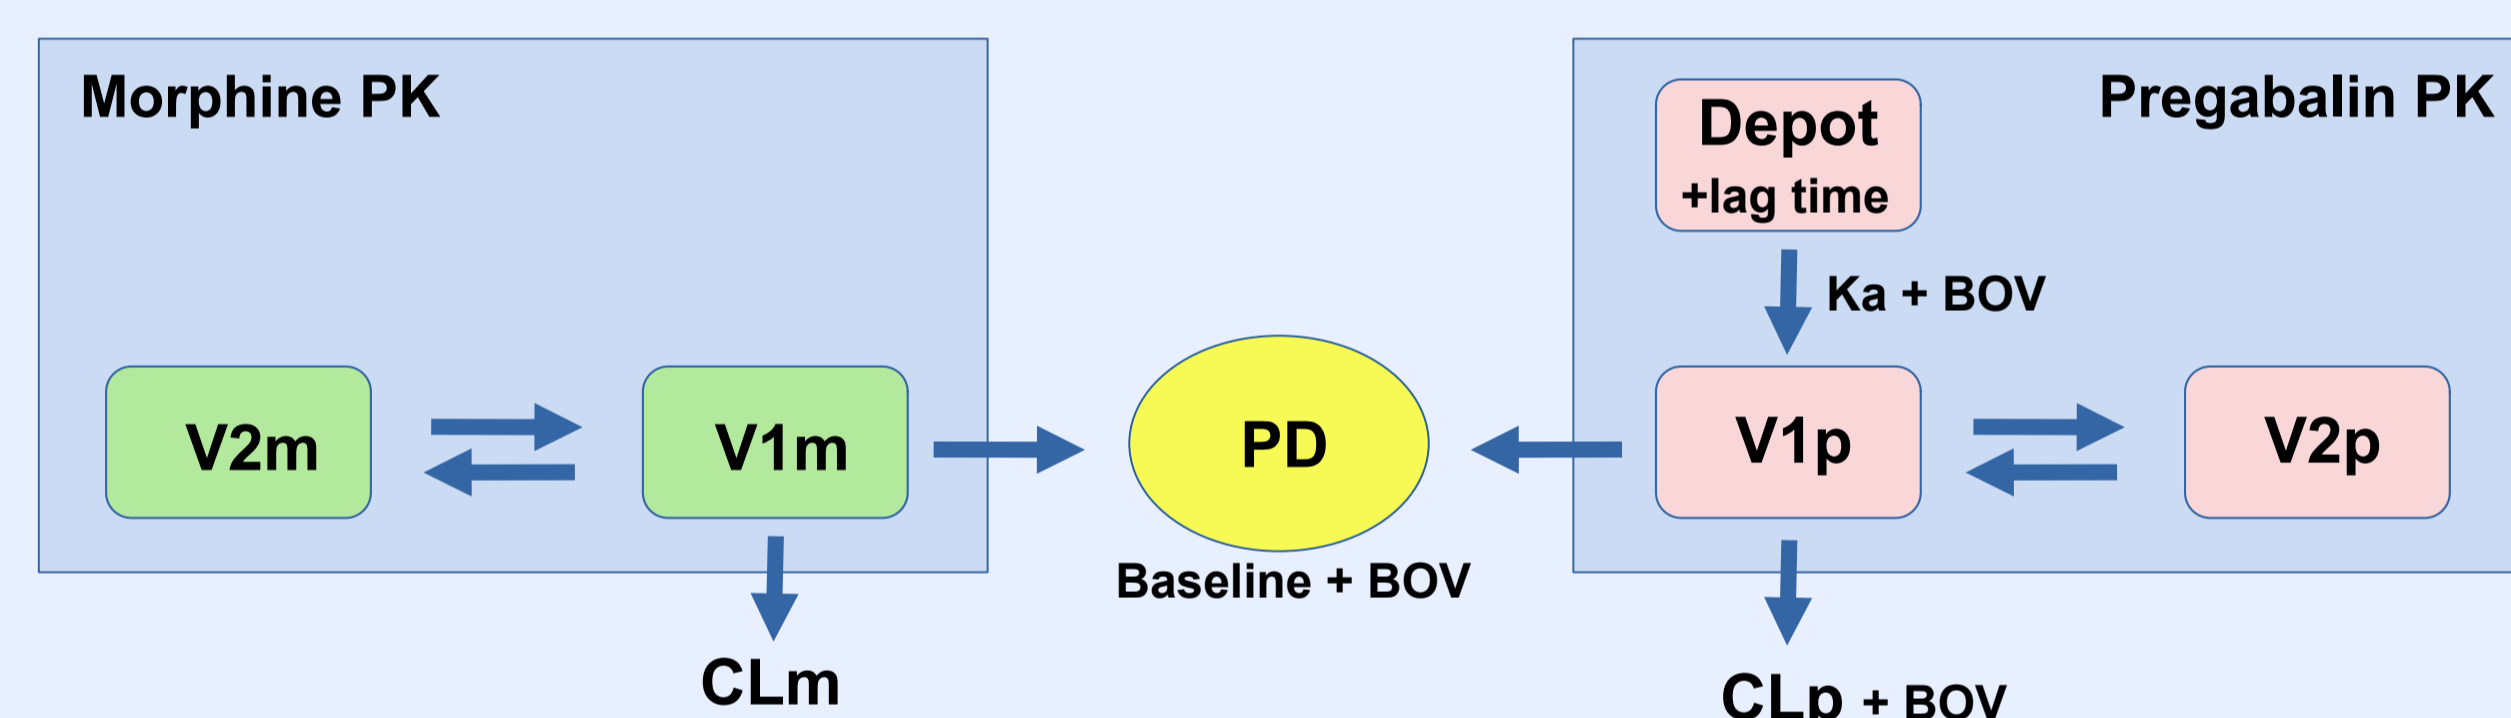 Morphine PK
Pregabalin PK
Depot
+lag time
Ka + BOV
V2m
V1m
PD
V1p
V2p
Baseline + BOV
CLm
CLp + BOV